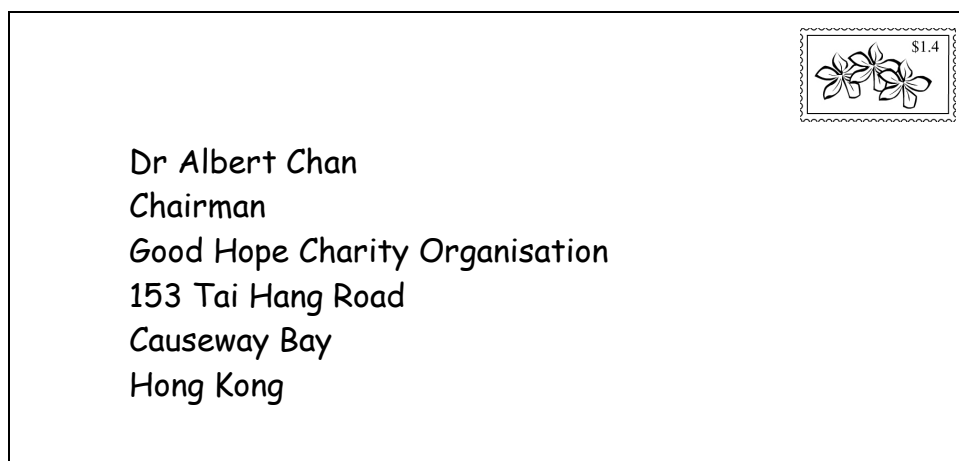 $1.4
Dr Albert Chan
Chairman
Good Hope Charity Organisation
153 Tai Hang Road
Causeway Bay
Hong Kong